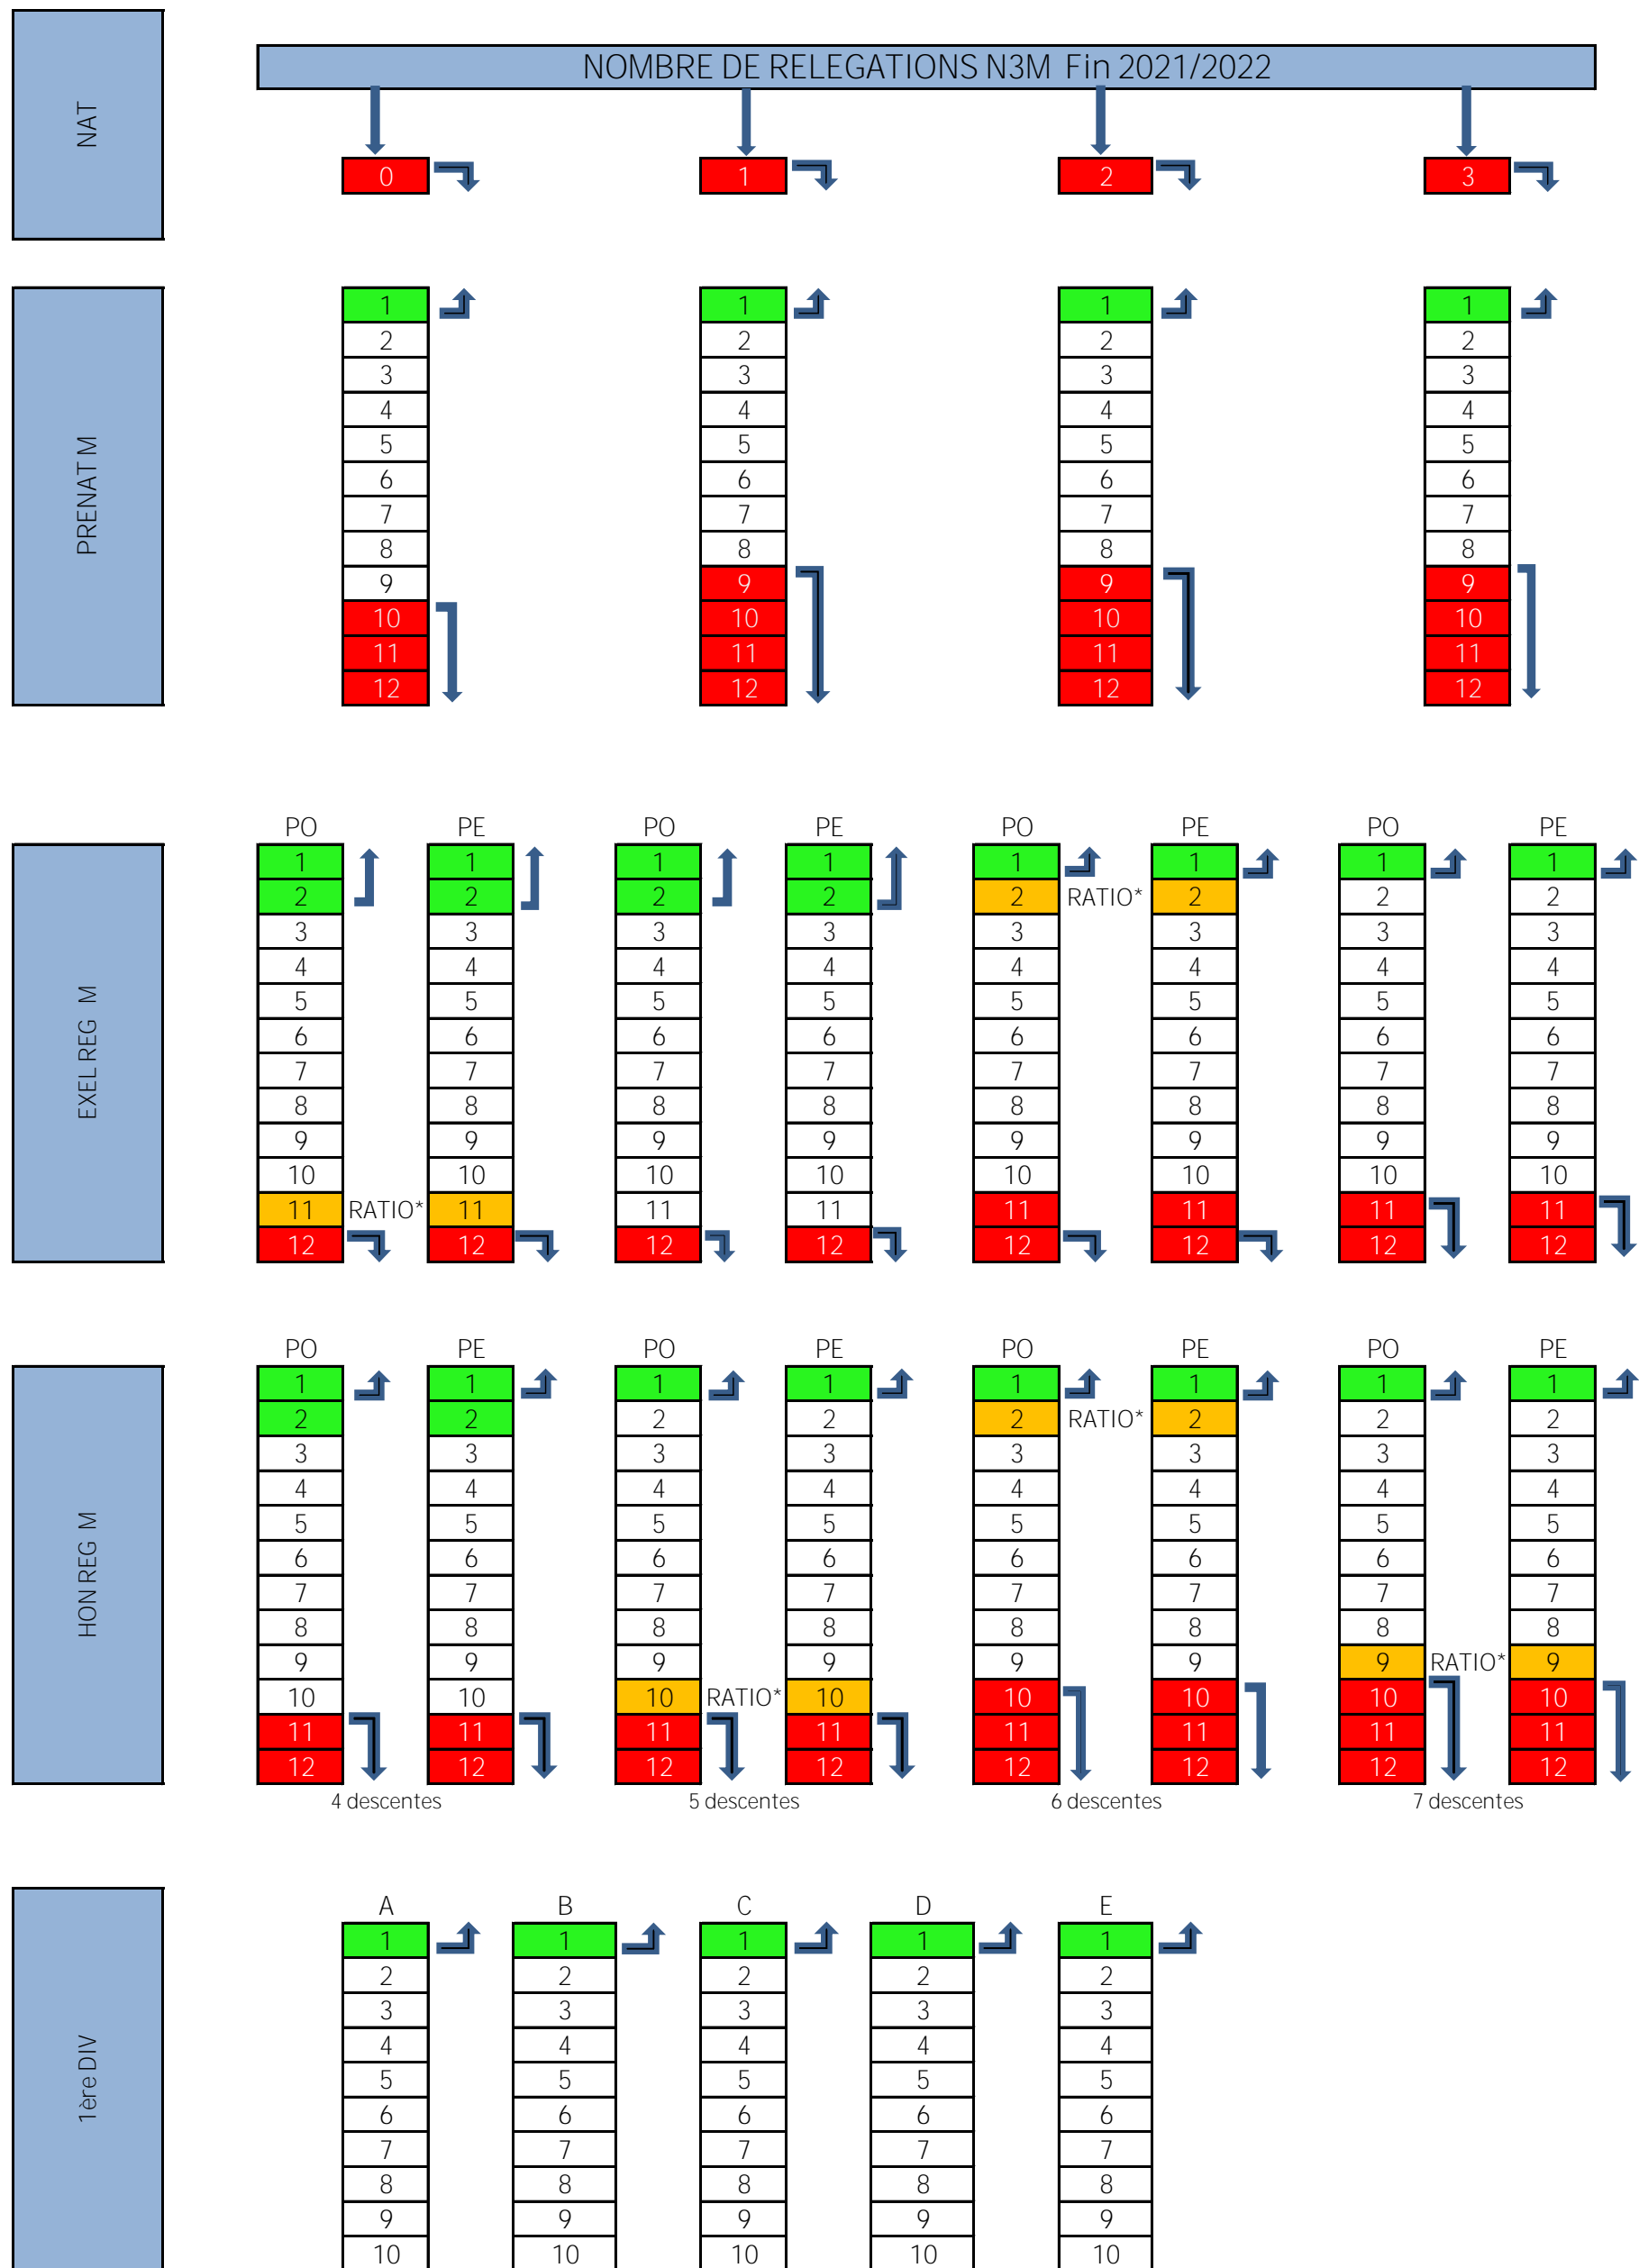 NAT
NOMBRE DE RELEGATIONS N3M Fin 2021/2022
0 1 2 3
PRENAT M
1 1 1 1
2 2 2 2
3 3 3 3
4 4 4 4
5 5 5 5
6 6 6 6
7 7 7 7
8 8 8 8
9 9 9 9
10 10 10 10
11 11 11 11
12 12 12 12
EXEL REG M
PO PE PO PE PO PE PO PE
1 1 1 1 1 1 1 1
2 2 2 2 2 RATIO* 2 2 2
3 3 3 3 3 3 3 3
4 4 4 4 4 4 4 4
5 5 5 5 5 5 5 5
6 6 6 6 6 6 6 6
7 7 7 7 7 7 7 7
8 8 8 8 8 8 8 8
9 9 9 9 9 9 9 9
10 10 10 10 10 10 10 10
11 RATIO* 11 11 11 11 11 11 11
12 12 12 12 12 12 12 12
HON REG M
PO PE PO PE PO PE PO PE
1 1 1 1 1 1 1 1
2 2 2 2 2 RATIO* 2 2 2
3 3 3 3 3 3 3 3
4 4 4 4 4 4 4 4
5 5 5 5 5 5 5 5
6 6 6 6 6 6 6 6
7 7 7 7 7 7 7 7
8 8 8 8 8 8 8 8
9 9 9 9 9 9 9 RATIO* 9
10 10 10 RATIO* 10 10 10 10 10
11 11 11 11 11 11 11 11
12 12 12 12 12 12 12 12
4 descentes 5 descentes 6 descentes 7 descentes
1ère DIV
A B C D E
1 1 1 1 1
2 2 2 2 2
3 3 3 3 3
4 4 4 4 4
5 5 5 5 5
6 6 6 6 6
7 7 7 7 7
8 8 8 8 8
9 9 9 9 9
10 10 10 10 10